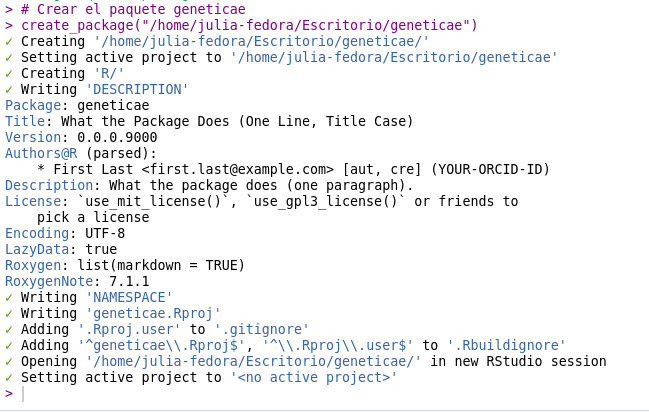 > # Crear el paquete geneticae
> create_package("/home/julia-fedora/Escritorio/geneticae")
✓ Creating '/home/julia-fedora/Escritorio/geneticae/'
✓ Setting active project to '/home/julia-fedora/Escritorio/geneticae'
✓ Creating 'R/'
✓ Writing 'DESCRIPTION'
Package: geneticae
Title: What the Package Does (One Line, Title Case)
Version: 0.0.0.9000
Authors@R (parsed):
    * First Last <first.last@example.com> [aut, cre] (YOUR-ORCID-ID)
Description: What the package does (one paragraph).
License: `use_mit_license()`, `use_gpl3_license()` or friends to
    pick a license
Encoding: UTF-8
LazyData: true
Roxygen: list(markdown = TRUE)
RoxygenNote: 7.1.1
✓ Writing 'NAMESPACE'
✓ Writing 'geneticae.Rproj'
✓ Adding '.Rproj.user' to '.gitignore'
✓ Adding '^geneticae\\.Rproj$', '^\\.Rproj\\.user$' to '.Rbuildignore'
✓ Opening '/home/julia-fedora/Escritorio/geneticae/' in new RStudio session
✓ Setting active project to '<no active project>'
>